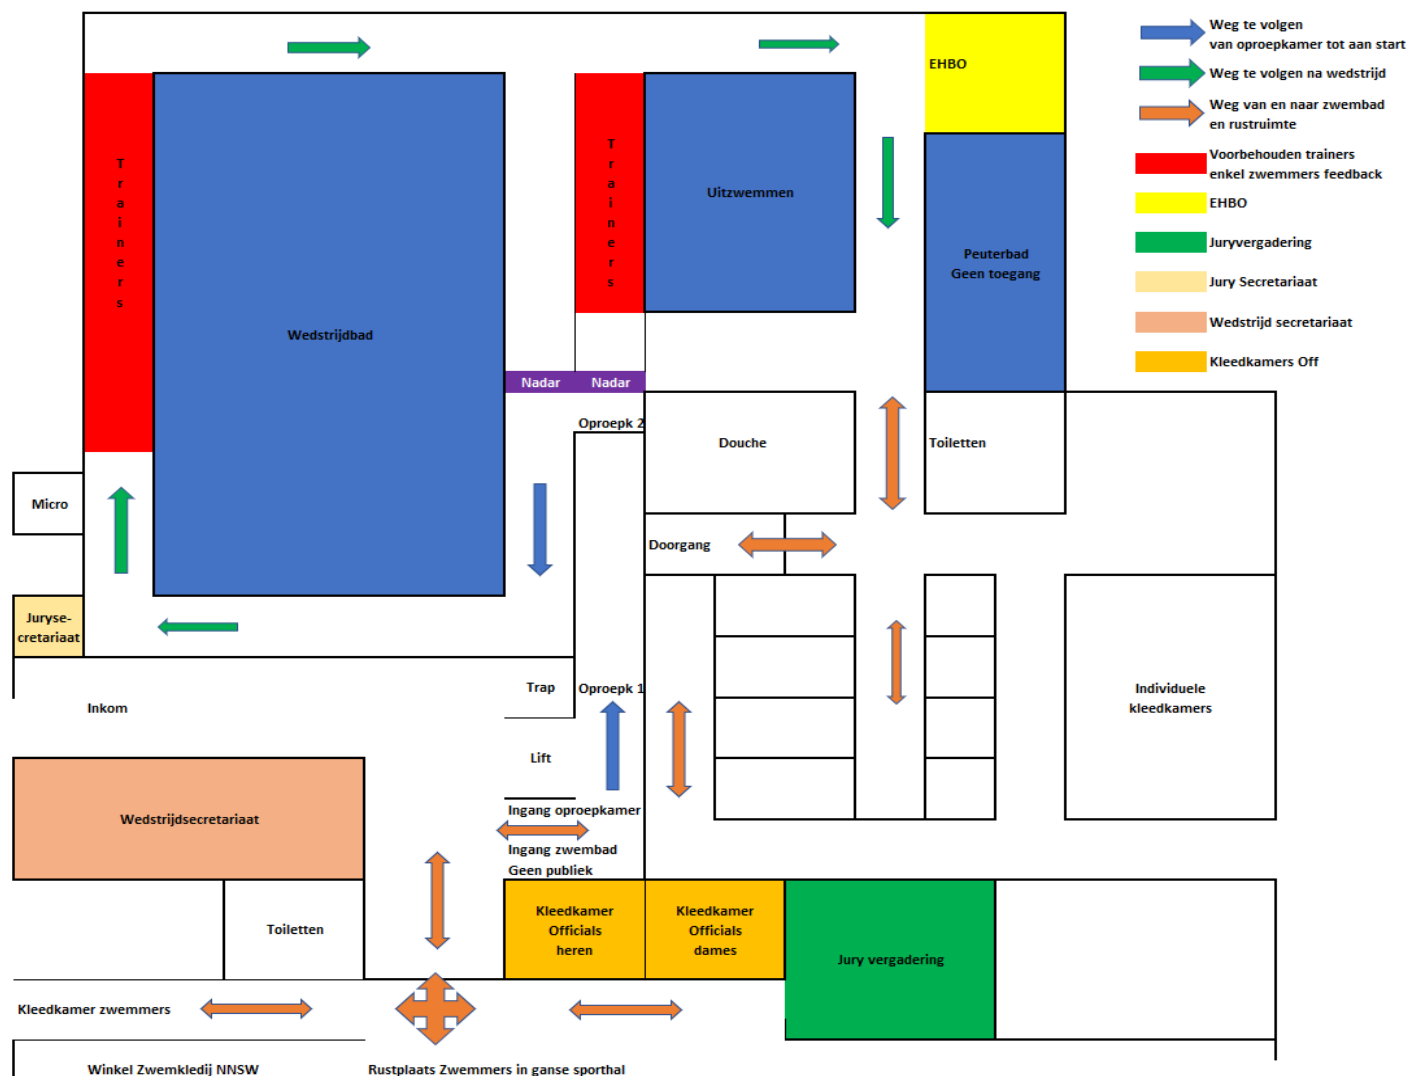 Weg te volgen
van oproepkamer tot aan start
Weg te volgen na wedstrijd
Weg van en naar zwembad
en rustruimte
Voorbehouden trainers
enkel zwemmers feedback
EHBO
Juryvergadering
Jury Secretariaat
Wedstrijd secretariaat
Kleedkamers Off
EHBO
Trainers
Trainers
Uitzwemmen
Peuterbad
Geen toegang
Wedstrijdbad
Nadar
Nadar
Oproepk 2
Douche
Toiletten
Micro
Doorgang
Juryse-
cretariaat
Trap
Oproepk 1
Individuele
kleedkamers
Inkom
Lift
Ingang oproepkamer
Wedstrijdsecretariaat
Ingang zwembad
Geen publiek
Kleedkamer
Officials
heren
Kleedkamer
Officials
dames
Toiletten
Jury vergadering
Kleedkamer zwemmers
Winkel Zwemkledij NNSW
Rustplaats Zwemmers in ganse sporthal